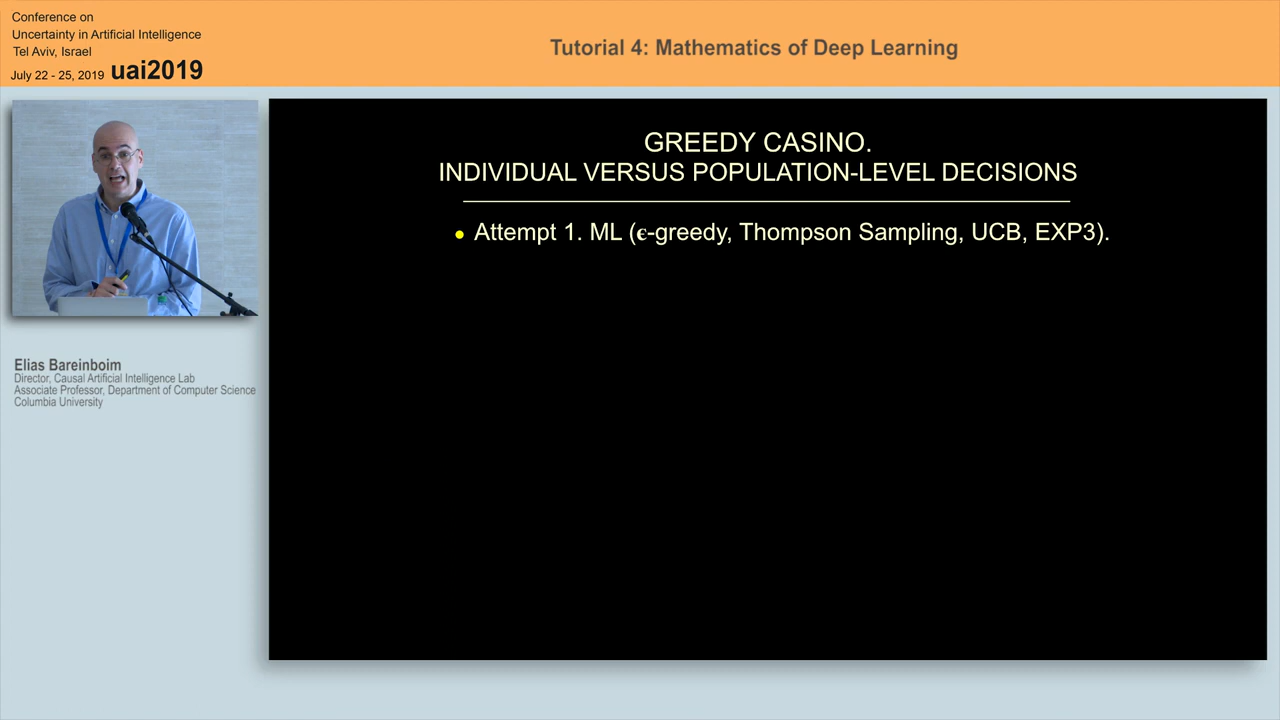 Conference on
Uncertainty in Artificial Intelligence
Tel Aviv, Israel
July 22 - 25, 2019 uai2019
Tutorial 4: Mathematics of Deep Learning
GREEDY CASINO.
INDIVIDUAL VERSUS POPULATION-LEVEL DECISIONS
• Attempt 1. ML (ϵ-greedy, Thompson Sampling, UCB, EXP3).
Elias Bareinboim
Director, Causal Artificial Intelligence Lab
Associate Professor, Department of Computer Science
Columbia University